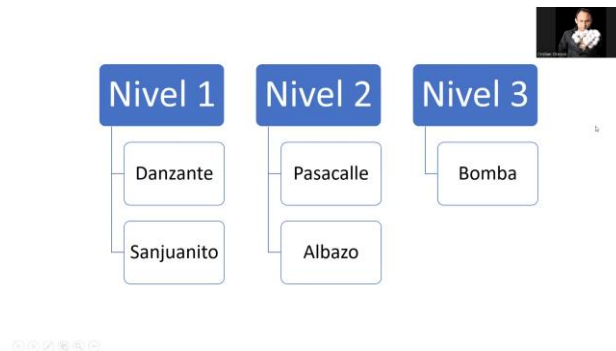 Nivel 1
Danzante
Sanjuanito
Nivel 2
Pasacalle
Albazo
Nivel 3
Bomba